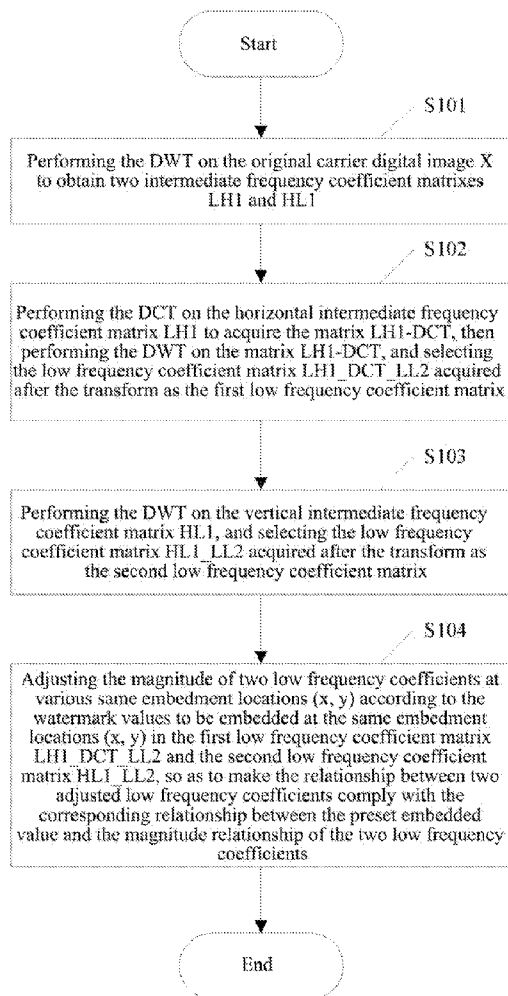 Start
S101
Performing the DWT on the original carrier digital image X
to obtain two intermediate frequency coefficient matrixes
LH1 and HL1
S102
Performing the DCT on the horizontal intermediate frequency
coefficient matrix LH1 to acquire the matrix LH1-DCT, then
performing the DWT on the matrix LH1-DCT, and selecting
the low frequency coefficient matrix LH1_DCT_LL2 acquired
after the transform as the first low frequency coefficient matrix
S103
Performing the DWT on the vertical intermediate frequency
coefficient matrix HL1, and selecting the low frequency
coefficient matrix HL1_LL2 acquired after the transform as
the second low frequency coefficient matrix
S104
Adjusting the magnitude of two low frequency coefficients at
various same embedment locations (x, y) according to the
watermark values to be embedded at the same embedment
locations (x, y) in the first low frequency coefficient matrix
LH1_DCT_LL2 and the second low frequency coefficient
matrix HL1_LL2, so as to make the relationship between two
adjusted low frequency coefficients comply with the
corresponding relationship between the preset embedded
value and the magnitude relationship of the two low frequency
coefficients
End